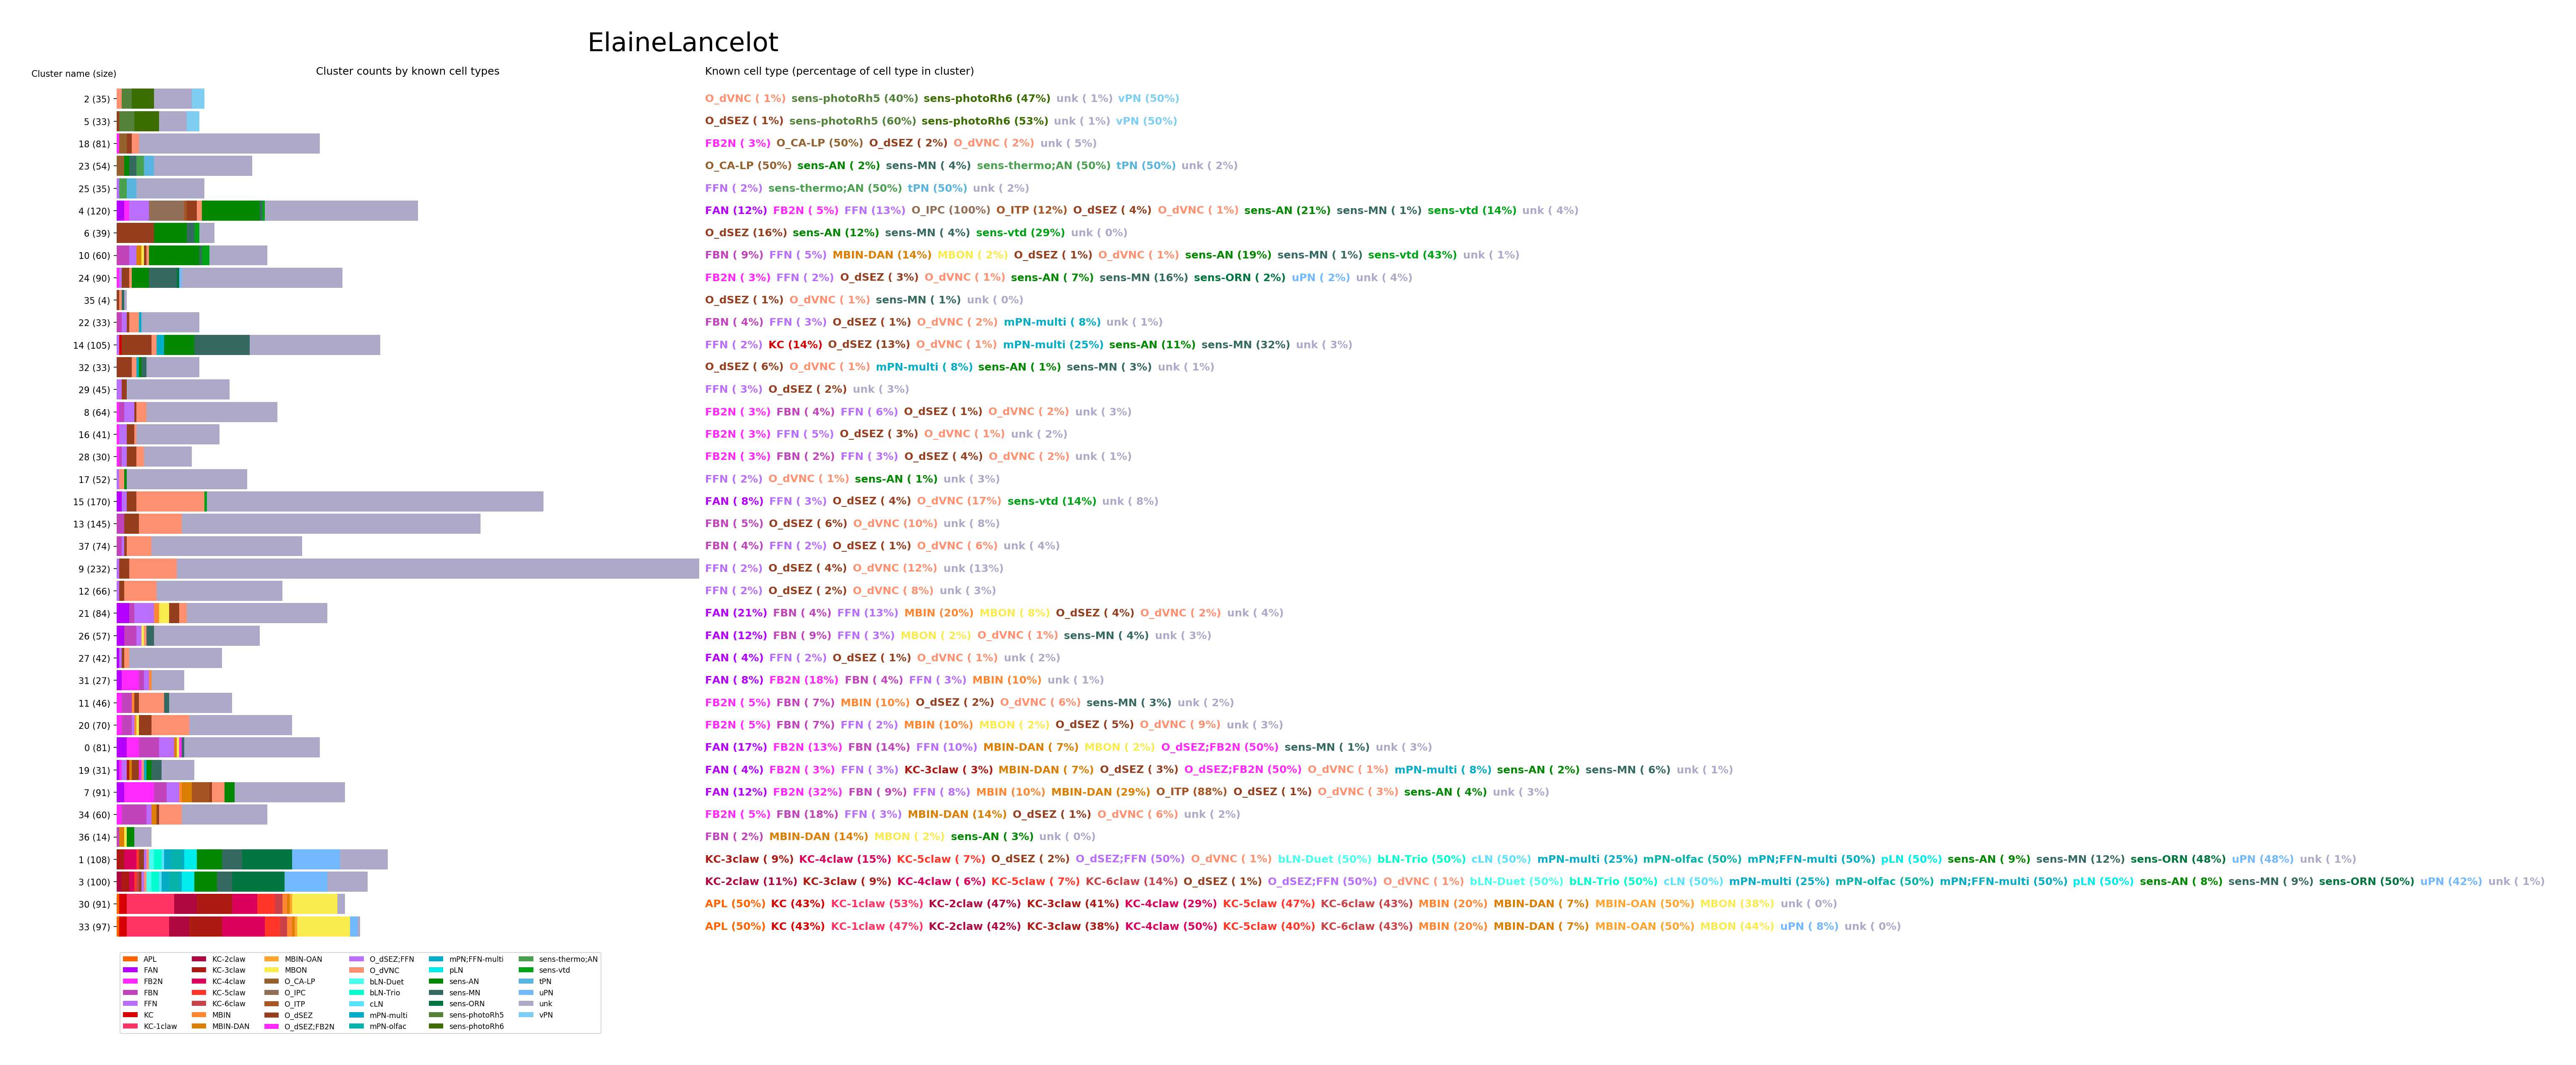 ElaineLancelot
Cluster name (size) Cluster counts by known cell types Known cell type (percentage of cell type in cluster)
2 (35) O_dVNC ( 1%) sens-photoRh5 (40%) sens-photoRh6 (47%) unk ( 1%) vPN (50%)
5 (33) O_dSEZ ( 1%) sens-photoRh5 (60%) sens-photoRh6 (53%) unk ( 1%) vPN (50%)
18 (81) FB2N ( 3%) O_CA-LP (50%) O_dSEZ ( 2%) O_dVNC ( 2%) unk ( 5%)
23 (54) O_CA-LP (50%) sens-AN ( 2%) sens-MN ( 4%) sens-thermo;AN (50%) tPN (50%) unk ( 2%)
25 (35) FFN ( 2%) sens-thermo;AN (50%) tPN (50%) unk ( 2%)
4 (120) FAN (12%) FB2N ( 5%) FFN (13%) O_IPC (100%) O_ITP (12%) O_dSEZ ( 4%) O_dVNC ( 1%) sens-AN (21%) sens-MN ( 1%) sens-vtd (14%) unk ( 4%)
6 (39) O_dSEZ (16%) sens-AN (12%) sens-MN ( 4%) sens-vtd (29%) unk ( 0%)
10 (60) FBN ( 9%) FFN ( 5%) MBIN-DAN (14%) MBON ( 2%) O_dSEZ ( 1%) O_dVNC ( 1%) sens-AN (19%) sens-MN ( 1%) sens-vtd (43%) unk ( 1%)
24 (90) FB2N ( 3%) FFN ( 2%) O_dSEZ ( 3%) O_dVNC ( 1%) sens-AN ( 7%) sens-MN (16%) sens-ORN ( 2%) uPN ( 2%) unk ( 4%)
35 (4) O_dSEZ ( 1%) O_dVNC ( 1%) sens-MN ( 1%) unk ( 0%)
22 (33) FBN ( 4%) FFN ( 3%) O_dSEZ ( 1%) O_dVNC ( 2%) mPN-multi ( 8%) unk ( 1%)
14 (105) FFN ( 2%) KC (14%) O_dSEZ (13%) O_dVNC ( 1%) mPN-multi (25%) sens-AN (11%) sens-MN (32%) unk ( 3%)
32 (33) O_dSEZ ( 6%) O_dVNC ( 1%) mPN-multi ( 8%) sens-AN ( 1%) sens-MN ( 3%) unk ( 1%)
29 (45) FFN ( 3%) O_dSEZ ( 2%) unk ( 3%)
8 (64) FB2N ( 3%) FBN ( 4%) FFN ( 6%) O_dSEZ ( 1%) O_dVNC ( 2%) unk ( 3%)
16 (41) FB2N ( 3%) FFN ( 5%) O_dSEZ ( 3%) O_dVNC ( 1%) unk ( 2%)
28 (30) FB2N ( 3%) FBN ( 2%) FFN ( 3%) O_dSEZ ( 4%) O_dVNC ( 2%) unk ( 1%)
17 (52) FFN ( 2%) O_dVNC ( 1%) sens-AN ( 1%) unk ( 3%)
15 (170) FAN ( 8%) FFN ( 3%) O_dSEZ ( 4%) O_dVNC (17%) sens-vtd (14%) unk ( 8%)
13 (145) FBN ( 5%) O_dSEZ ( 6%) O_dVNC (10%) unk ( 8%)
37 (74) FBN ( 4%) FFN ( 2%) O_dSEZ ( 1%) O_dVNC ( 6%) unk ( 4%)
9 (232) FFN ( 2%) O_dSEZ ( 4%) O_dVNC (12%) unk (13%)
12 (66) FFN ( 2%) O_dSEZ ( 2%) O_dVNC ( 8%) unk ( 3%)
21 (84) FAN (21%) FBN ( 4%) FFN (13%) MBIN (20%) MBON ( 8%) O_dSEZ ( 4%) O_dVNC ( 2%) unk ( 4%)
26 (57) FAN (12%) FBN ( 9%) FFN ( 3%) MBON ( 2%) O_dVNC ( 1%) sens-MN ( 4%) unk ( 3%)
27 (42) FAN ( 4%) FFN ( 2%) O_dSEZ ( 1%) O_dVNC ( 1%) unk ( 2%)
31 (27) FAN ( 8%) FB2N (18%) FBN ( 4%) FFN ( 3%) MBIN (10%) unk ( 1%)
11 (46) FB2N ( 5%) FBN ( 7%) MBIN (10%) O_dSEZ ( 2%) O_dVNC ( 6%) sens-MN ( 3%) unk ( 2%)
20 (70) FB2N ( 5%) FBN ( 7%) FFN ( 2%) MBIN (10%) MBON ( 2%) O_dSEZ ( 5%) O_dVNC ( 9%) unk ( 3%)
0 (81) FAN (17%) FB2N (13%) FBN (14%) FFN (10%) MBIN-DAN ( 7%) MBON ( 2%) O_dSEZ;FB2N (50%) sens-MN ( 1%) unk ( 3%)
19 (31) FAN ( 4%) FB2N ( 3%) FFN ( 3%) KC-3claw ( 3%) MBIN-DAN ( 7%) O_dSEZ ( 3%) O_dSEZ;FB2N (50%) O_dVNC ( 1%) mPN-multi ( 8%) sens-AN ( 2%) sens-MN ( 6%) unk ( 1%)
7 (91) FAN (12%) FB2N (32%) FBN ( 9%) FFN ( 8%) MBIN (10%) MBIN-DAN (29%) O_ITP (88%) O_dSEZ ( 1%) O_dVNC ( 3%) sens-AN ( 4%) unk ( 3%)
34 (60) FB2N ( 5%) FBN (18%) FFN ( 3%) MBIN-DAN (14%) O_dSEZ ( 1%) O_dVNC ( 6%) unk ( 2%)
36 (14) FBN ( 2%) MBIN-DAN (14%) MBON ( 2%) sens-AN ( 3%) unk ( 0%)
1 (108) KC-3claw ( 9%) KC-4claw (15%) KC-5claw ( 7%) O_dSEZ ( 2%) O_dSEZ;FFN (50%) O_dVNC ( 1%) bLN-Duet (50%) bLN-Trio (50%) cLN (50%) mPN-multi (25%) mPN-olfac (50%) mPN;FFN-multi (50%) pLN (50%) sens-AN ( 9%) sens-MN (12%) sens-ORN (48%) uPN (48%) unk ( 1%)
3 (100) KC-2claw (11%) KC-3claw ( 9%) KC-4claw ( 6%) KC-5claw ( 7%) KC-6claw (14%) O_dSEZ ( 1%) O_dSEZ;FFN (50%) O_dVNC ( 1%) bLN-Duet (50%) bLN-Trio (50%) cLN (50%) mPN-multi (25%) mPN-olfac (50%) mPN;FFN-multi (50%) pLN (50%) sens-AN ( 8%) sens-MN ( 9%) sens-ORN (50%) uPN (42%) unk ( 1%)
30 (91) APL (50%) KC (43%) KC-1claw (53%) KC-2claw (47%) KC-3claw (41%) KC-4claw (29%) KC-5claw (47%) KC-6claw (43%) MBIN (20%) MBIN-DAN ( 7%) MBIN-OAN (50%) MBON (38%) unk ( 0%)
33 (97) APL (50%) KC (43%) KC-1claw (47%) KC-2claw (42%) KC-3claw (38%) KC-4claw (50%) KC-5claw (40%) KC-6claw (43%) MBIN (20%) MBIN-DAN ( 7%) MBIN-OAN (50%) MBON (44%) uPN ( 8%) unk ( 0%)
APL KC-2claw MBIN-OAN O_dSEZ;FFN mPN;FFN-multi sens-thermo;AN
FAN KC-3claw MBON O_dVNC pLN sens-vtd
FB2N KC-4claw O_CA-LP bLN-Duet sens-AN tPN
FBN KC-5claw O_IPC bLN-Trio sens-MN uPN
FFN KC-6claw O_ITP cLN sens-ORN unk
KC MBIN O_dSEZ mPN-multi sens-photoRh5 vPN
KC-1claw MBIN-DAN O_dSEZ;FB2N mPN-olfac sens-photoRh6